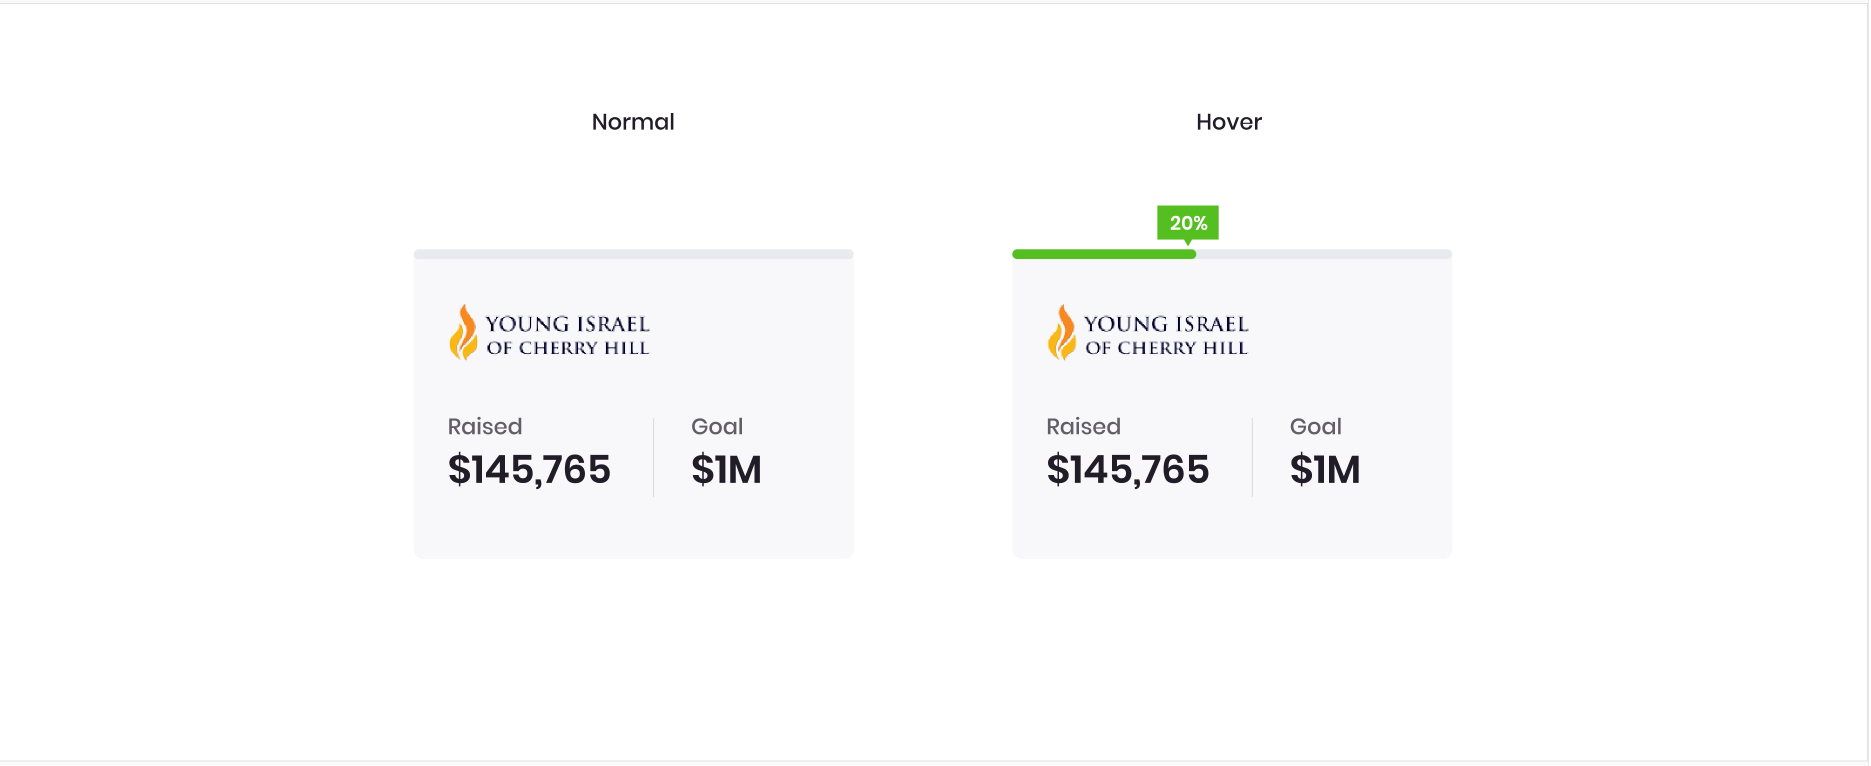 Normal
Hover
20%
YOUNG ISRAEL
OF CHERRY HILL
Raised
Goal
$145,765
$1M
YOUNG ISRAEL
OF CHERRY HILL
Raised
Goal
$145,765
$1M